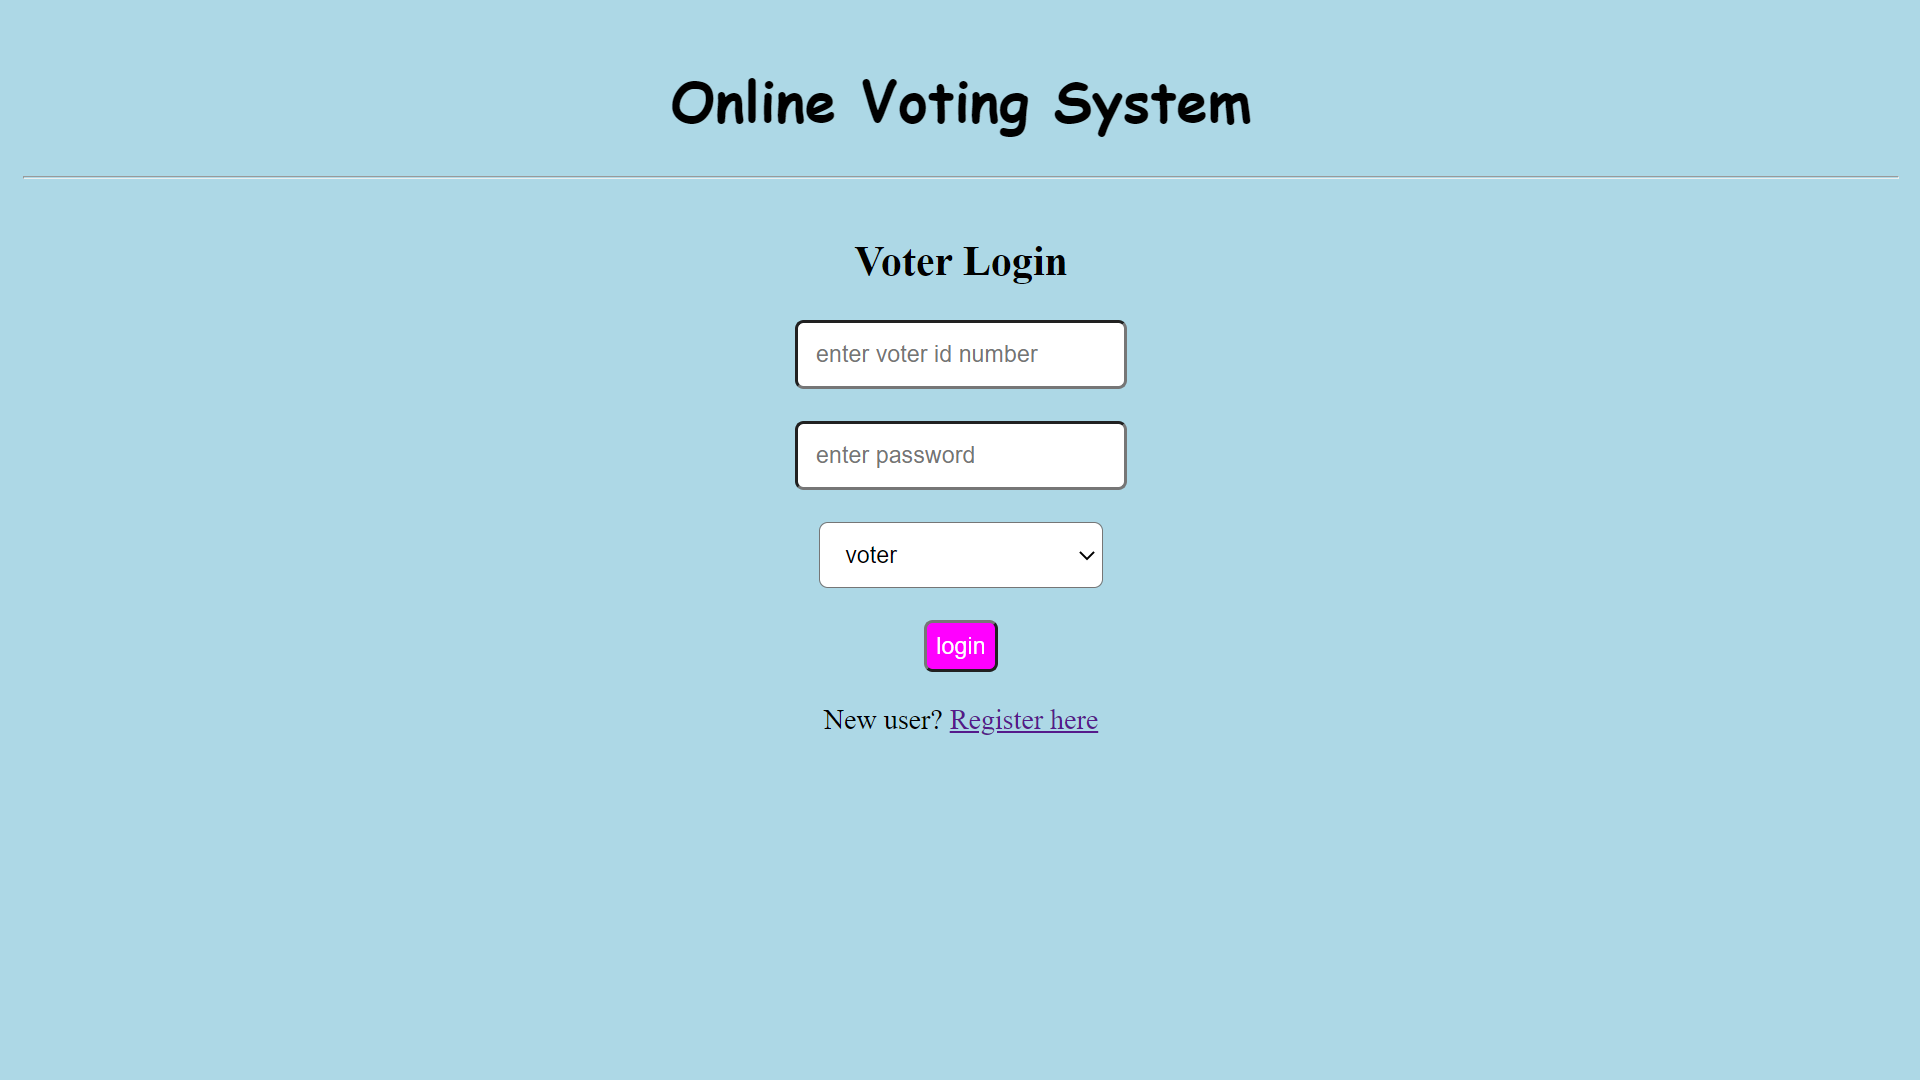 Online Voting System
Voter Login
enter voter id number
enter password
voter
login
New user? Register here